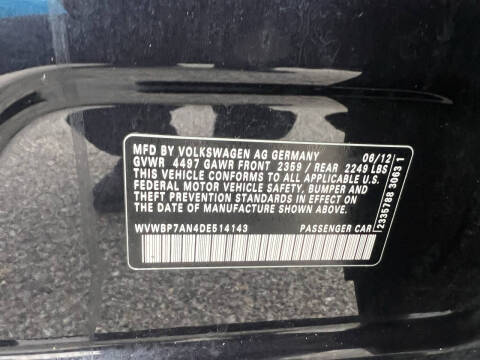 MFD BY VOLKSWAGEN AG GERMANY 06/12
GVWR 4497 GAWR FRONT 2359 / REAR 2249 LBS
THIS VEHICLE CONFORMS TO ALL APPLICABLE U.S.
FEDERAL MOTOR VEHICLE SAFETY, BUMPER AND
THEFT PREVENTION STANDARDS IN EFFECT ON THE
DATE OF MANUFACTURE SHOWN ABOVE.
WVWBP7AN4DE514143 PASSENGER CAR
2335788 3063 1